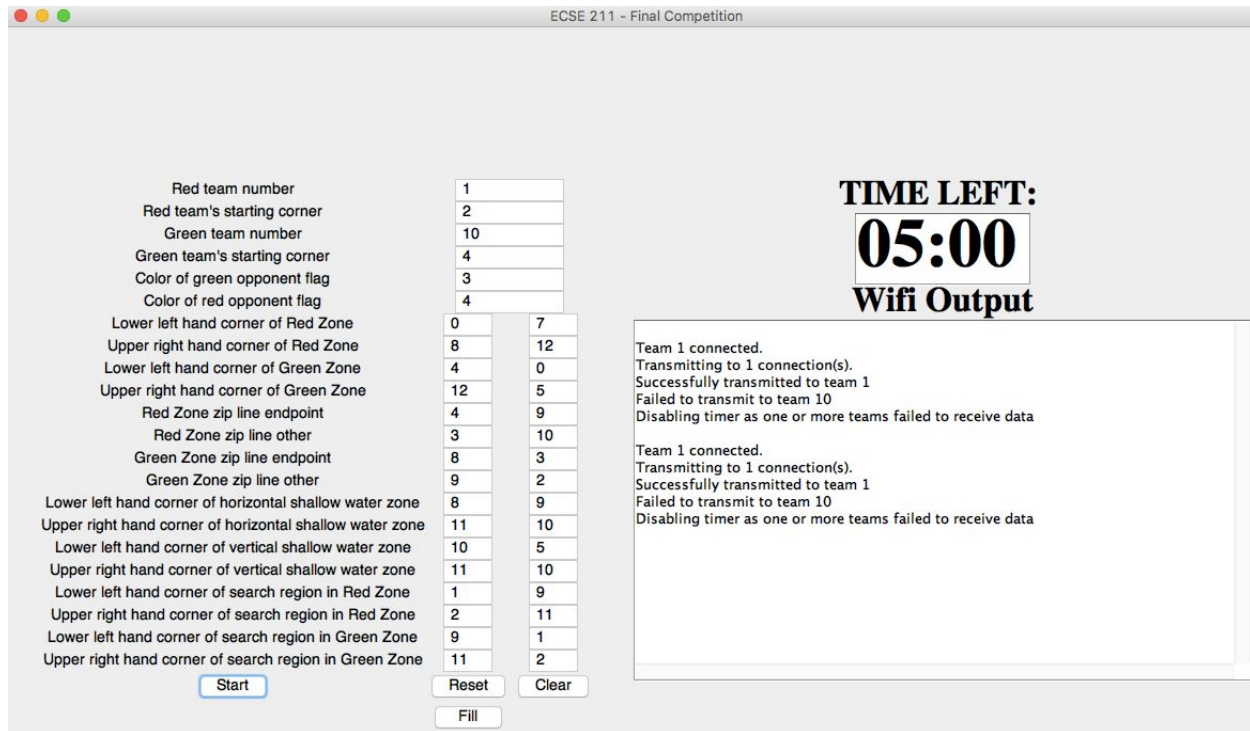 ECSE 211 - Final Competition
Red team number 1
Red team's starting corner 2
Green team number 10
Green team's starting corner 4
Color of green opponent flag 3
Color of red opponent flag 4
Lower left hand corner of Red Zone 0 7
Upper right hand corner of Red Zone 8 12
Lower left hand corner of Green Zone 4 0
Upper right hand corner of Green Zone 12 5
Red Zone zip line endpoint 4 9
Red Zone zip line other 3 10
Green Zone zip line endpoint 8 3
Green Zone zip line other 9 2
Lower left hand corner of horizontal shallow water zone 8 9
Upper right hand corner of horizontal shallow water zone 11 10
Lower left hand corner of vertical shallow water zone 10 5
Upper right hand corner of vertical shallow water zone 11 10
Lower left hand corner of search region in Red Zone 1 9
Upper right hand corner of search region in Red Zone 2 11
Lower left hand corner of search region in Green Zone 9 1
Upper right hand corner of search region in Green Zone 11 2
Start Reset Clear
Fill
TIME LEFT:
05:00
Wifi Output
Team 1 connected.
Transmitting to 1 connection(s).
Successfully transmitted to team 1
Failed to transmit to team 10
Disabling timer as one or more teams failed to receive data
Team 1 connected.
Transmitting to 1 connection(s).
Successfully transmitted to team 1
Failed to transmit to team 10
Disabling timer as one or more teams failed to receive data